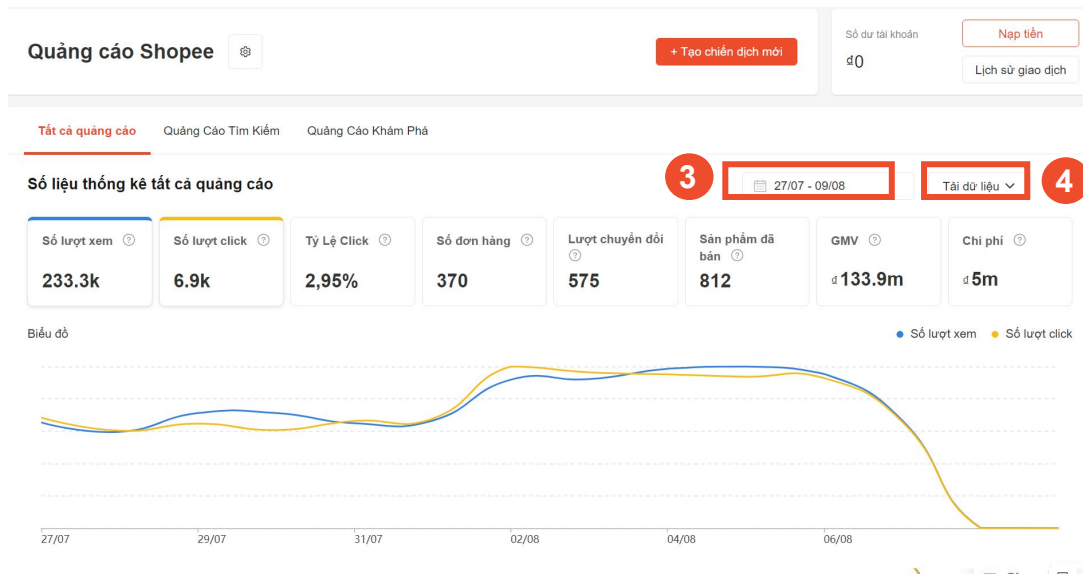 Quảng cáo Shopee
+ Tạo chiến dịch mới
Số dư tài khoản
₫0
Nạp tiền
Lịch sử giao dịch
Tất cả quảng cáo
Quảng Cáo Tìm Kiếm
Quảng Cáo Khám Phá
Số liệu thống kê tất cả quảng cáo
3
27/07 - 09/08
Tải dữ liệu
4
Số lượt xem
233.3k
Số lượt click
6.9k
Tỷ Lệ Click
2,95%
Số đơn hàng
370
Lượt chuyển đổi
575
Sản phẩm đã
bán
812
GMV
₫133.9m
Chi phí
₫5m
Biểu đồ
Số lượt xem
Số lượt click
27/07
29/07
31/07
02/08
04/08
06/08